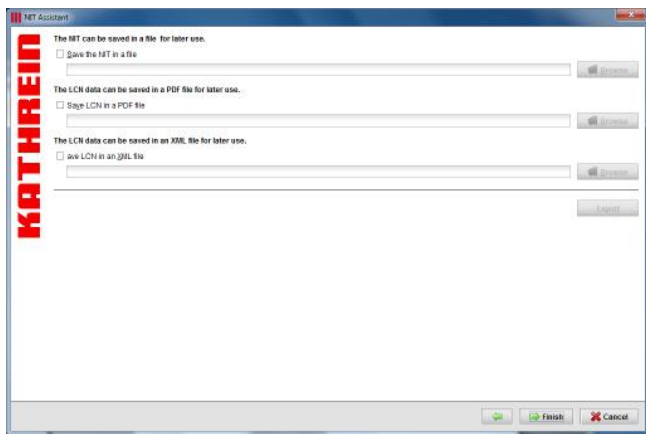 NIT Assistant
KATHREIN
The NIT can be saved in a file for later use.
Save the NIT in a file
Browse
The LCN data can be saved in a PDF file for later use.
Save LCN in a PDF file
Browse
The LCN data can be saved in an XML file for later use.
ave LCN in an XML file
Browse
Export
Finish
Cancel